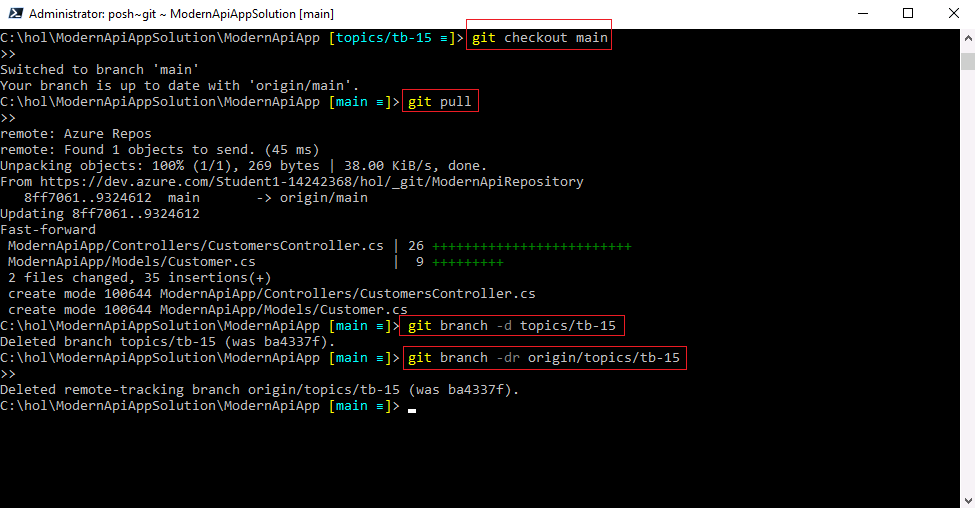 Administrator: posh~git ~ ModernApiAppSolution [main]
C:\hol\ModernApiAppSolution\ModernApiApp [topics/tb-15 ≡]> git checkout main
>>
Switched to branch 'main'
Your branch is up to date with 'origin/main'.
C:\hol\ModernApiAppSolution\ModernApiApp [main ≡]> git pull
>>
remote: Azure Repos
remote: Found 1 objects to send. (45 ms)
Unpacking objects: 100% (1/1), 269 bytes | 38.00 KiB/s, done.
From https://dev.azure.com/Student1-14242368/hol/_git/ModernApiRepository
   8ff7061..9324612  main       -> origin/main
Updating 8ff7061..9324612
Fast-forward
 ModernApiApp/Controllers/CustomersController.cs | 26 +++++++++++++++++++++++++
 ModernApiApp/Models/Customer.cs                 |  9 +++++++++
 2 files changed, 35 insertions(+)
 create mode 100644 ModernApiApp/Controllers/CustomersController.cs
 create mode 100644 ModernApiApp/Models/Customer.cs
C:\hol\ModernApiAppSolution\ModernApiApp [main ≡]> git branch -d topics/tb-15
Deleted branch topics/tb-15 (was ba4337f).
C:\hol\ModernApiAppSolution\ModernApiApp [main ≡]> git branch -dr origin/topics/tb-15
>>
Deleted remote-tracking branch origin/topics/tb-15 (was ba4337f).
C:\hol\ModernApiAppSolution\ModernApiApp [main ≡]>